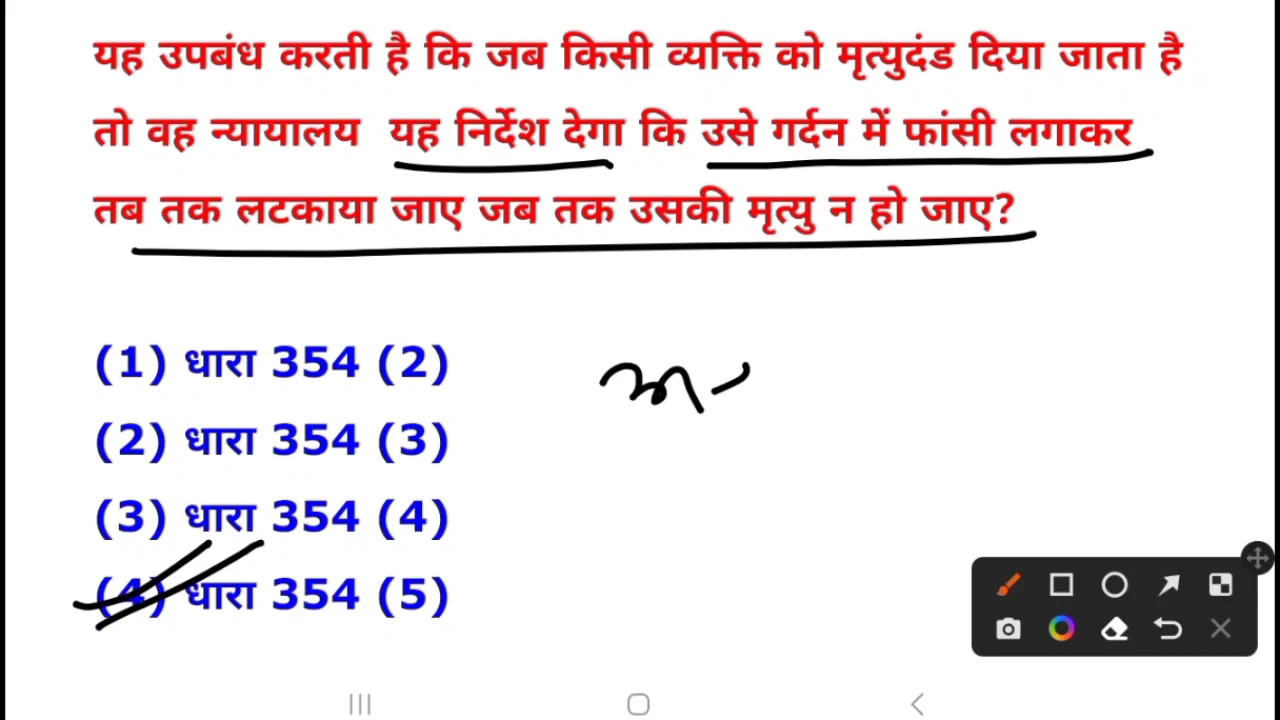 यह उपबंध करती है कि जब किसी व्यक्ति को मृत्युदंड दिया जाता है
तो वह न्यायालय यह निर्देश देगा कि उसे गर्दन में फांसी लगाकर
तब तक लटकाया जाए जब तक उसकी मृत्यु न हो जाए?
(1) धारा 354 (2)
(2) धारा 354 (3)
(3) धारा 354 (4)
(4) धारा 354 (5)